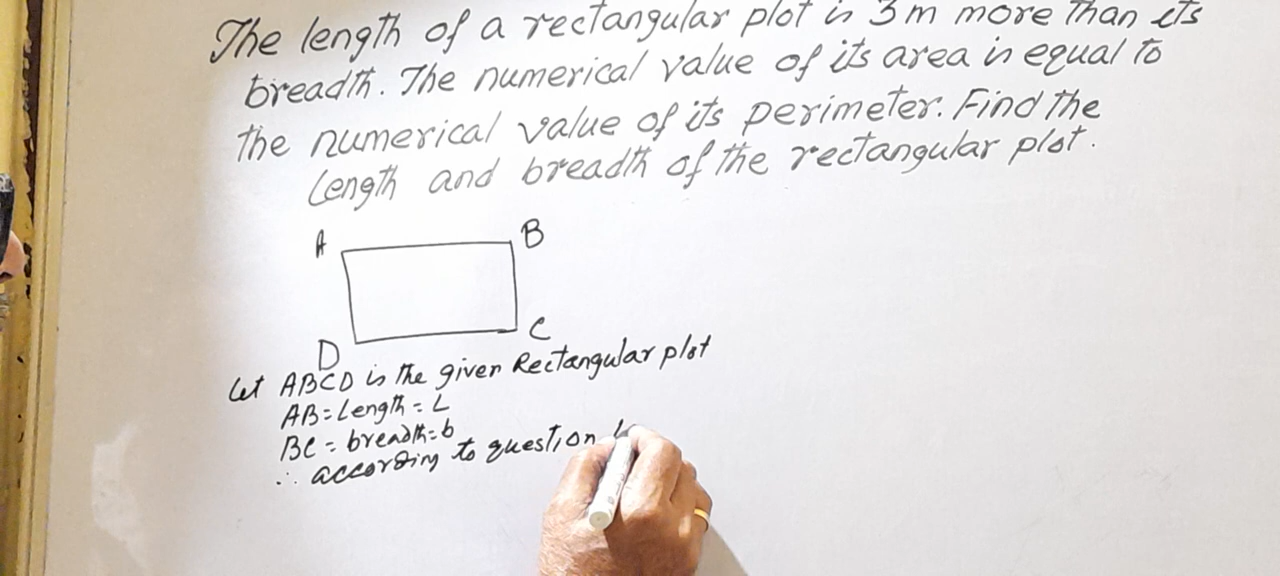 The length of a rectangular plot is 3m more than its
breadth. The numerical value of its area is equal to
the numerical value of its perimeter. Find the
length and breadth of the rectangular plot.
A B
D C
Let ABCD is the given Rectangular plot
AB = Length = L
BC = breadth = b
∴ according to question